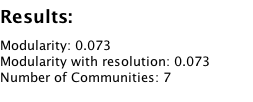 Results:
Modularity: 0.073
Modularity with resolution: 0.073
Number of Communities: 7